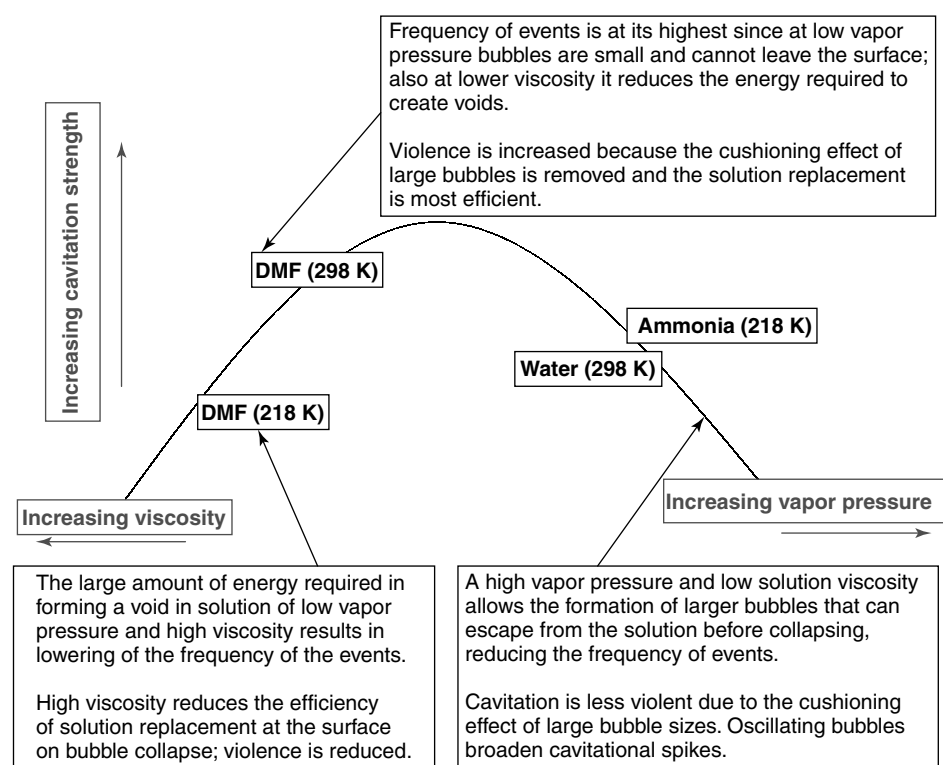 Frequency of events is at its highest since at low vapor
pressure bubbles are small and cannot leave the surface;
also at lower viscosity it reduces the energy required to
create voids.
Violence is increased because the cushioning effect of
large bubbles is removed and the solution replacement
is most efficient.
Increasing cavitation strength
DMF (298 K)
Ammonia (218 K)
Water (298 K)
DMF (218 K)
Increasing viscosity
Increasing vapor pressure
The large amount of energy required in
forming a void in solution of low vapor
pressure and high viscosity results in
lowering of the frequency of the events.
High viscosity reduces the efficiency
of solution replacement at the surface
on bubble collapse; violence is reduced.
A high vapor pressure and low solution viscosity
allows the formation of larger bubbles that can
escape from the solution before collapsing,
reducing the frequency of events.
Cavitation is less violent due to the cushioning
effect of large bubble sizes. Oscillating bubbles
broaden cavitational spikes.